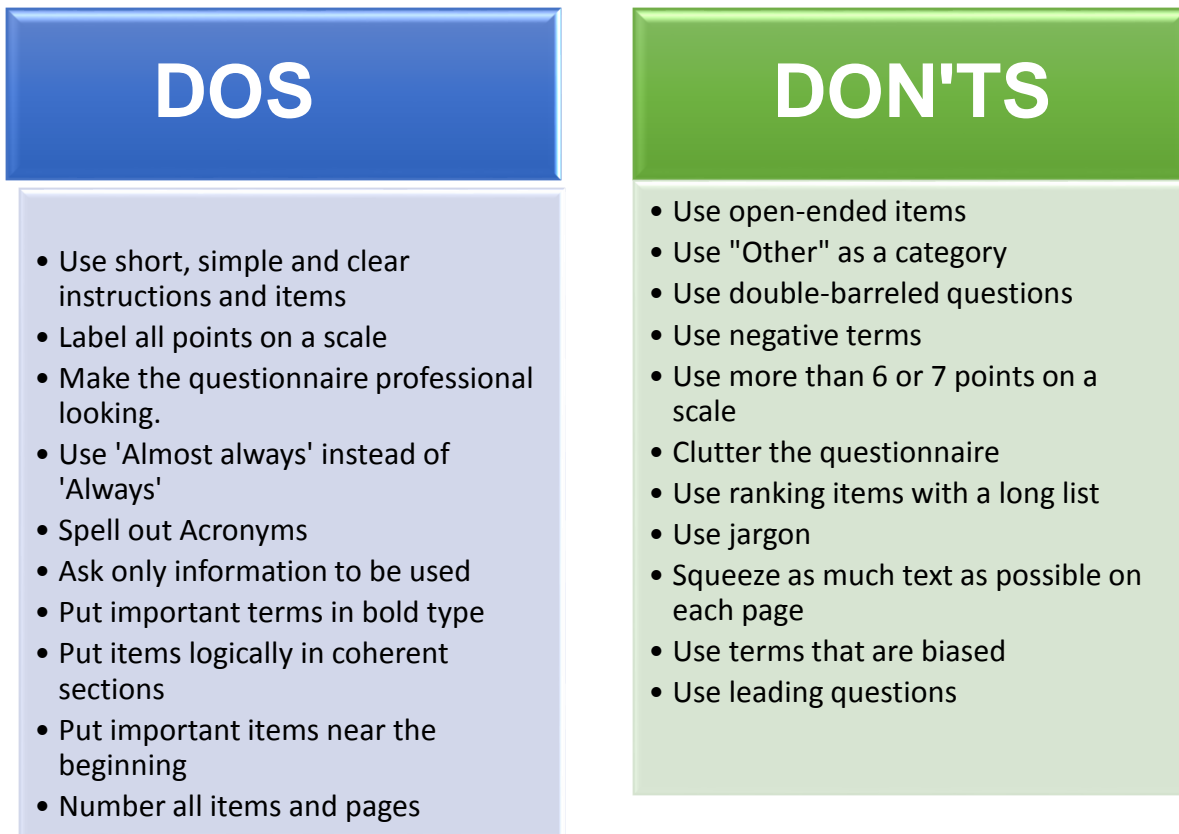 DOS
• Use short, simple and clear
instructions and items
• Label all points on a scale
• Make the questionnaire professional
looking.
• Use 'Almost always' instead of
'Always'
• Spell out Acronyms
• Ask only information to be used
• Put important terms in bold type
• Put items logically in coherent
sections
• Put important items near the
beginning
• Number all items and pages
DON'TS
• Use open-ended items
• Use "Other" as a category
• Use double-barreled questions
• Use negative terms
• Use more than 6 or 7 points on a
scale
• Clutter the questionnaire
• Use ranking items with a long list
• Use jargon
• Squeeze as much text as possible on
each page
• Use terms that are biased
• Use leading questions